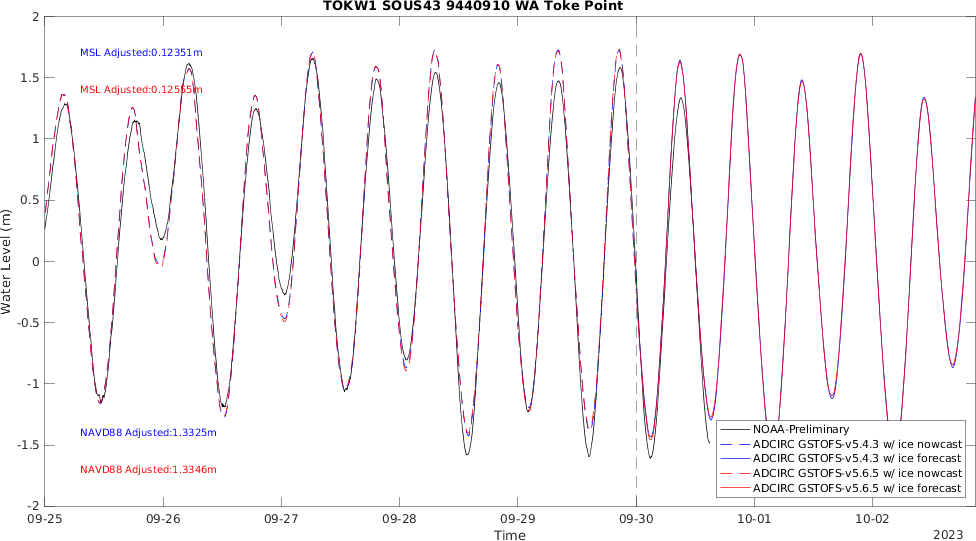 TOKW1 SOUS43 9440910 WA Toke Point
2
1.5
1
0.5
0
-0.5
-1
-1.5
-2
Water Level (m)
MSL Adjusted:0.12351m
MSL Adjusted:0.12555m
NAVD88 Adjusted:1.3325m
NAVD88 Adjusted:1.3346m
NOAA-Preliminary
ADCIRC GSTOFS-v5.4.3 w/ ice nowcast
ADCIRC GSTOFS-v5.4.3 w/ ice forecast
ADCIRC GSTOFS-v5.6.5 w/ ice nowcast
ADCIRC GSTOFS-v5.6.5 w/ ice forecast
09-25 09-26 09-27 09-28 09-29 09-30 10-01 10-02
Time
2023